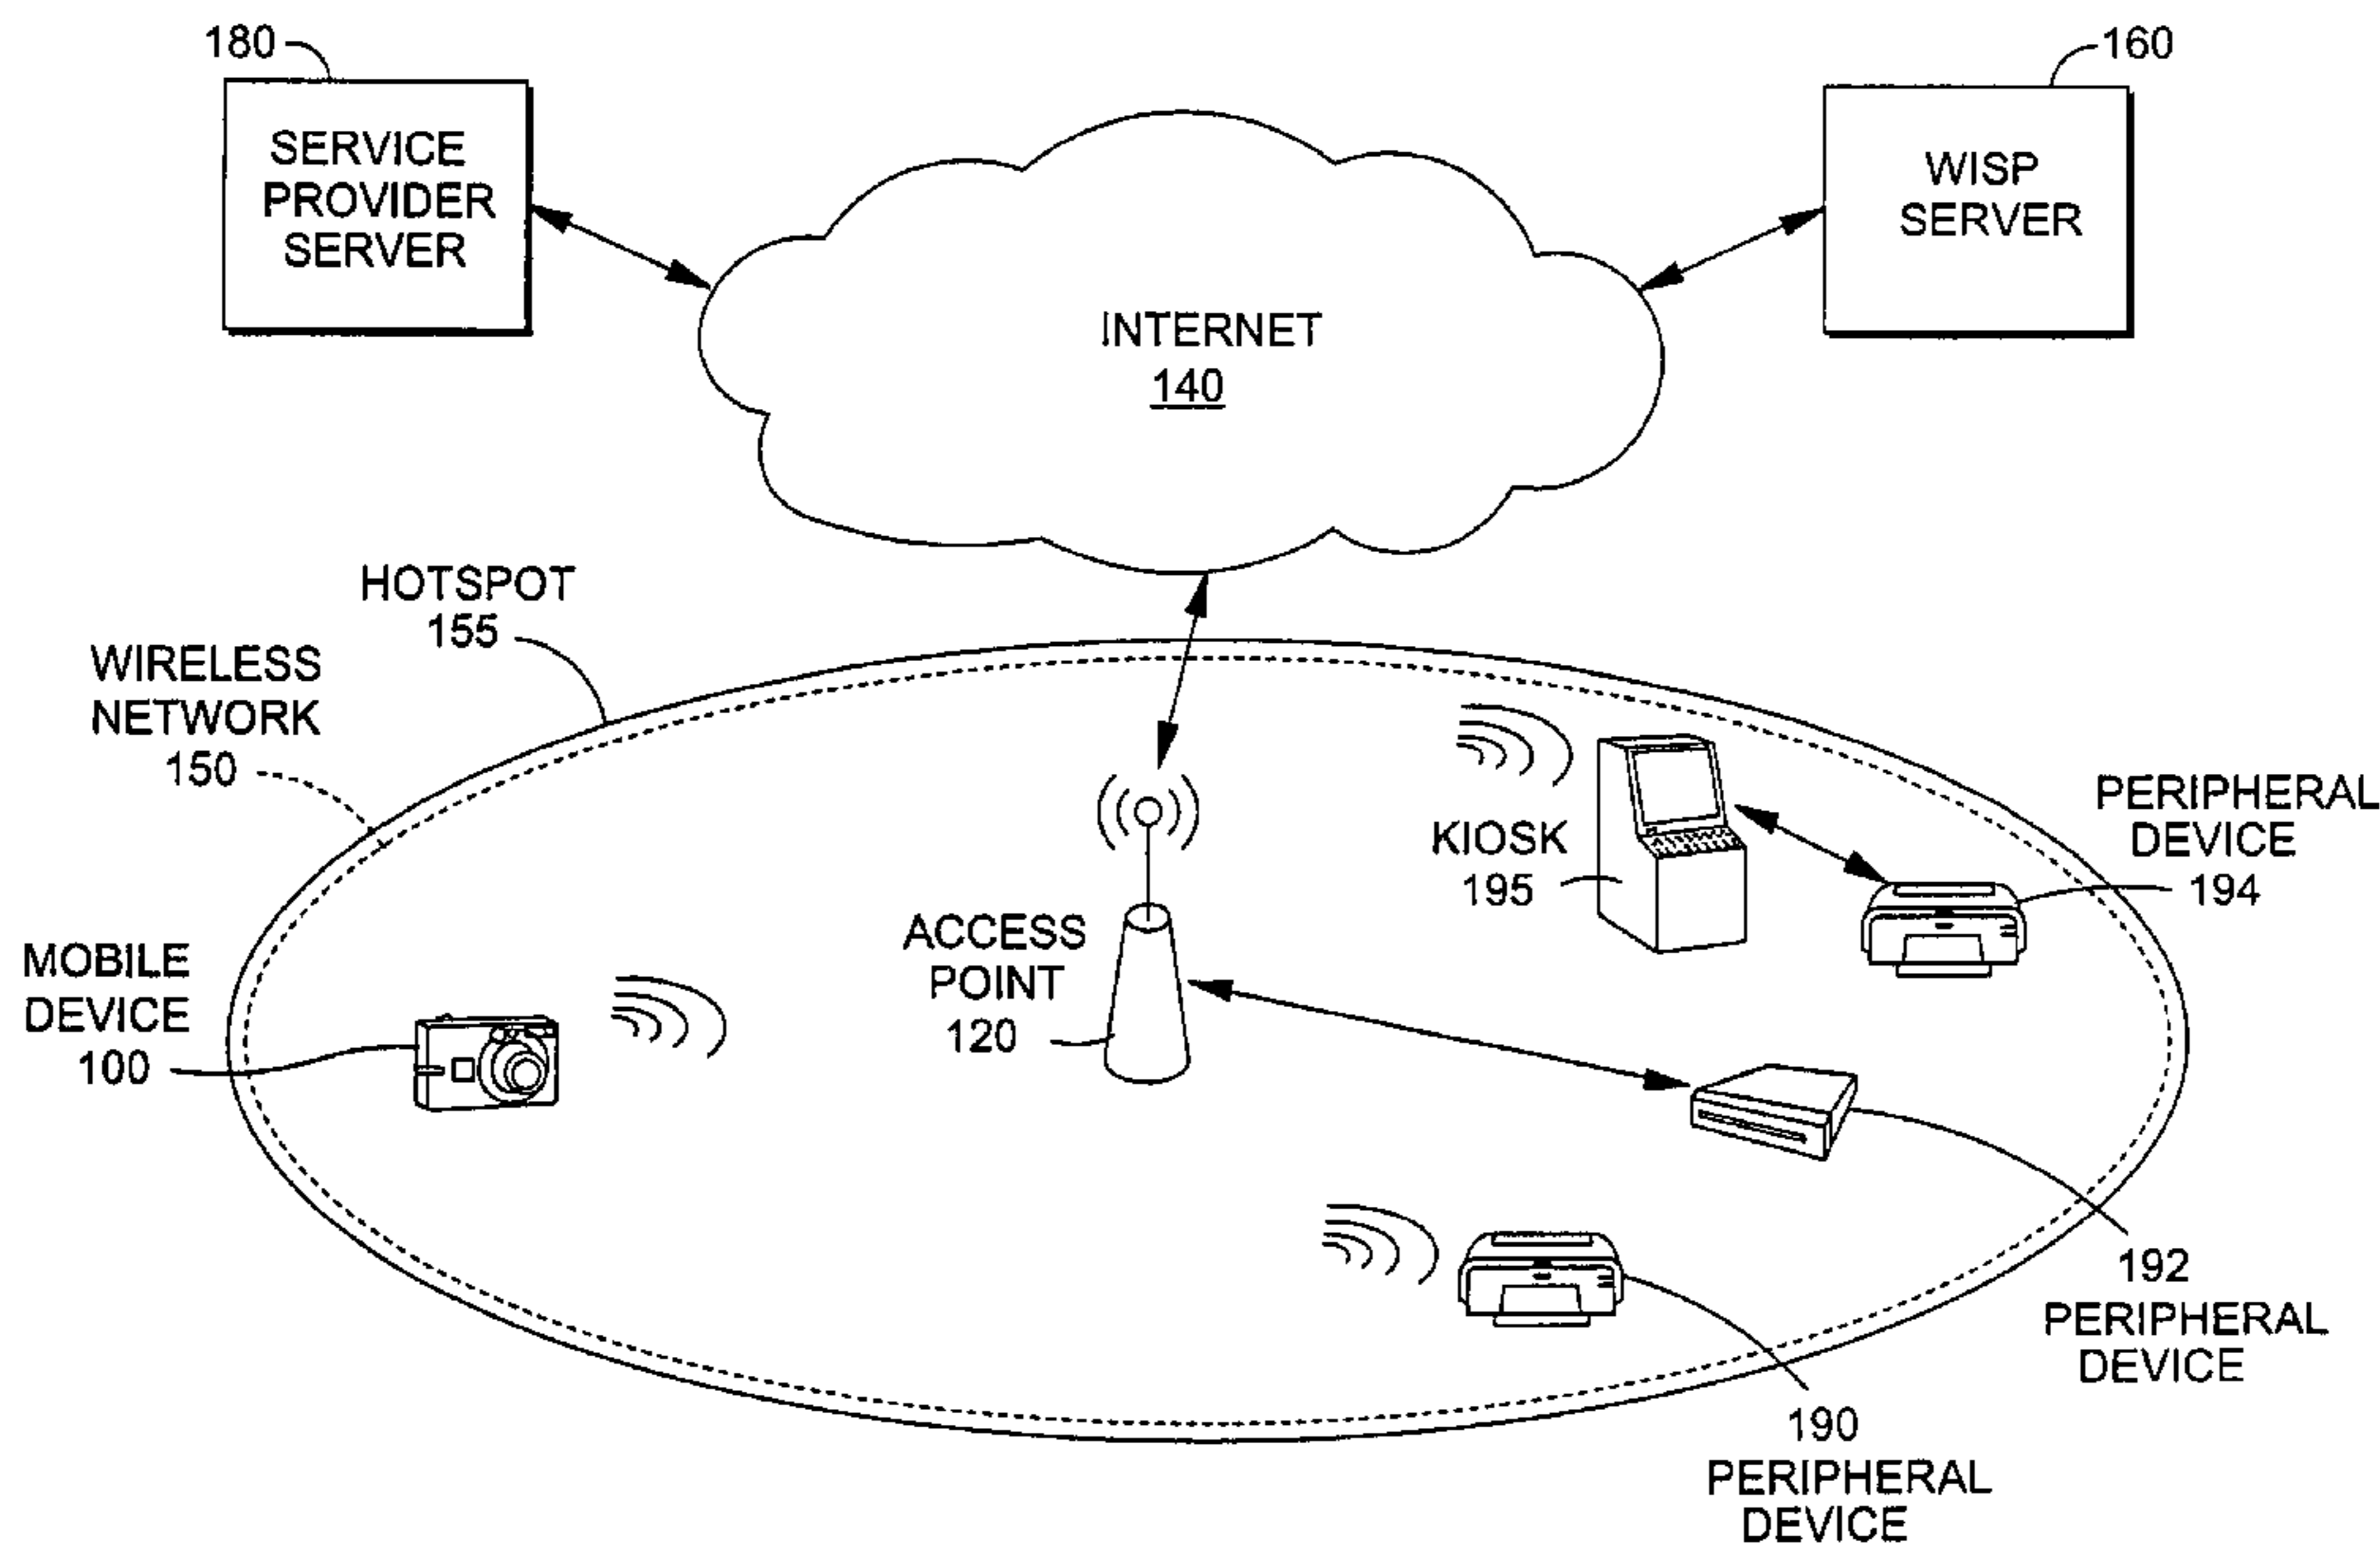 180
SERVICE
PROVIDER
SERVER
160
WISP
SERVER
INTERNET
140
HOTSPOT
155
WIRELESS
NETWORK
150
MOBILE
DEVICE
100
ACCESS
POINT
120
KIOSK
195
PERIPHERAL
DEVICE
194
192
PERIPHERAL
DEVICE
190
PERIPHERAL
DEVICE